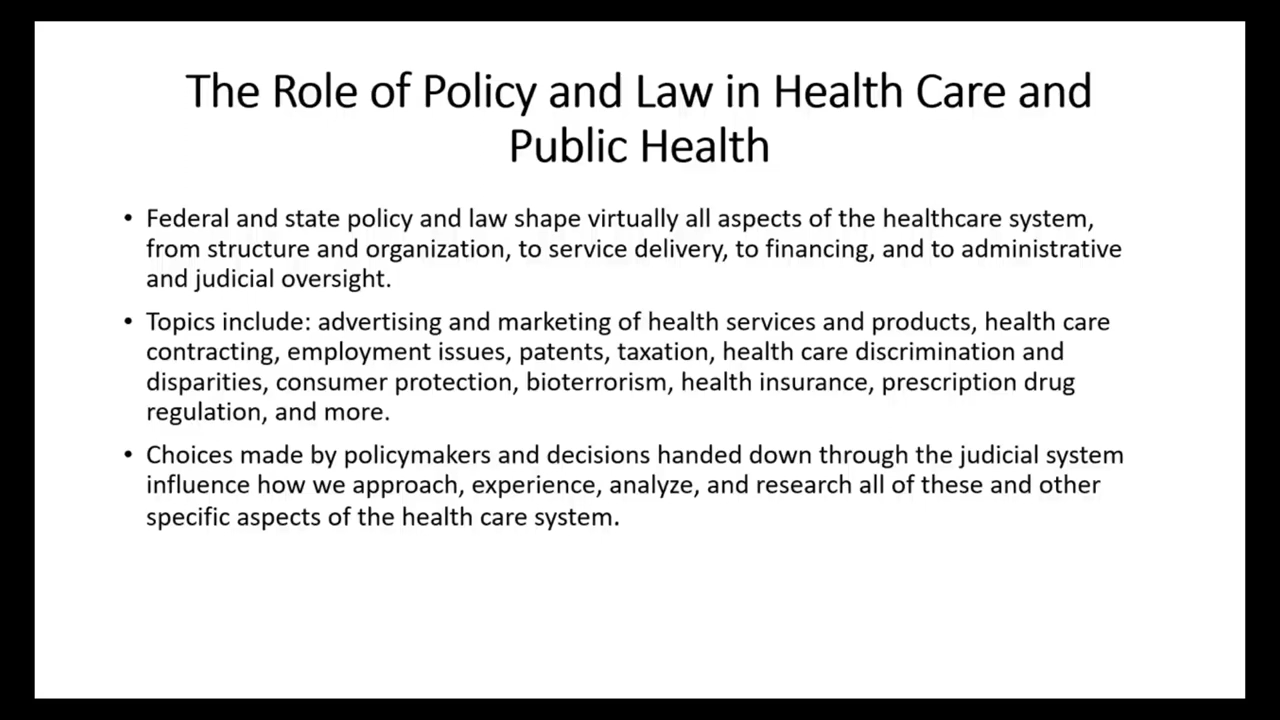 The Role of Policy and Law in Health Care and
Public Health
• Federal and state policy and law shape virtually all aspects of the healthcare system,
from structure and organization, to service delivery, to financing, and to administrative
and judicial oversight.
• Topics include: advertising and marketing of health services and products, health care
contracting, employment issues, patents, taxation, health care discrimination and
disparities, consumer protection, bioterrorism, health insurance, prescription drug
regulation, and more.
• Choices made by policymakers and decisions handed down through the judicial system
influence how we approach, experience, analyze, and research all of these and other
specific aspects of the health care system.